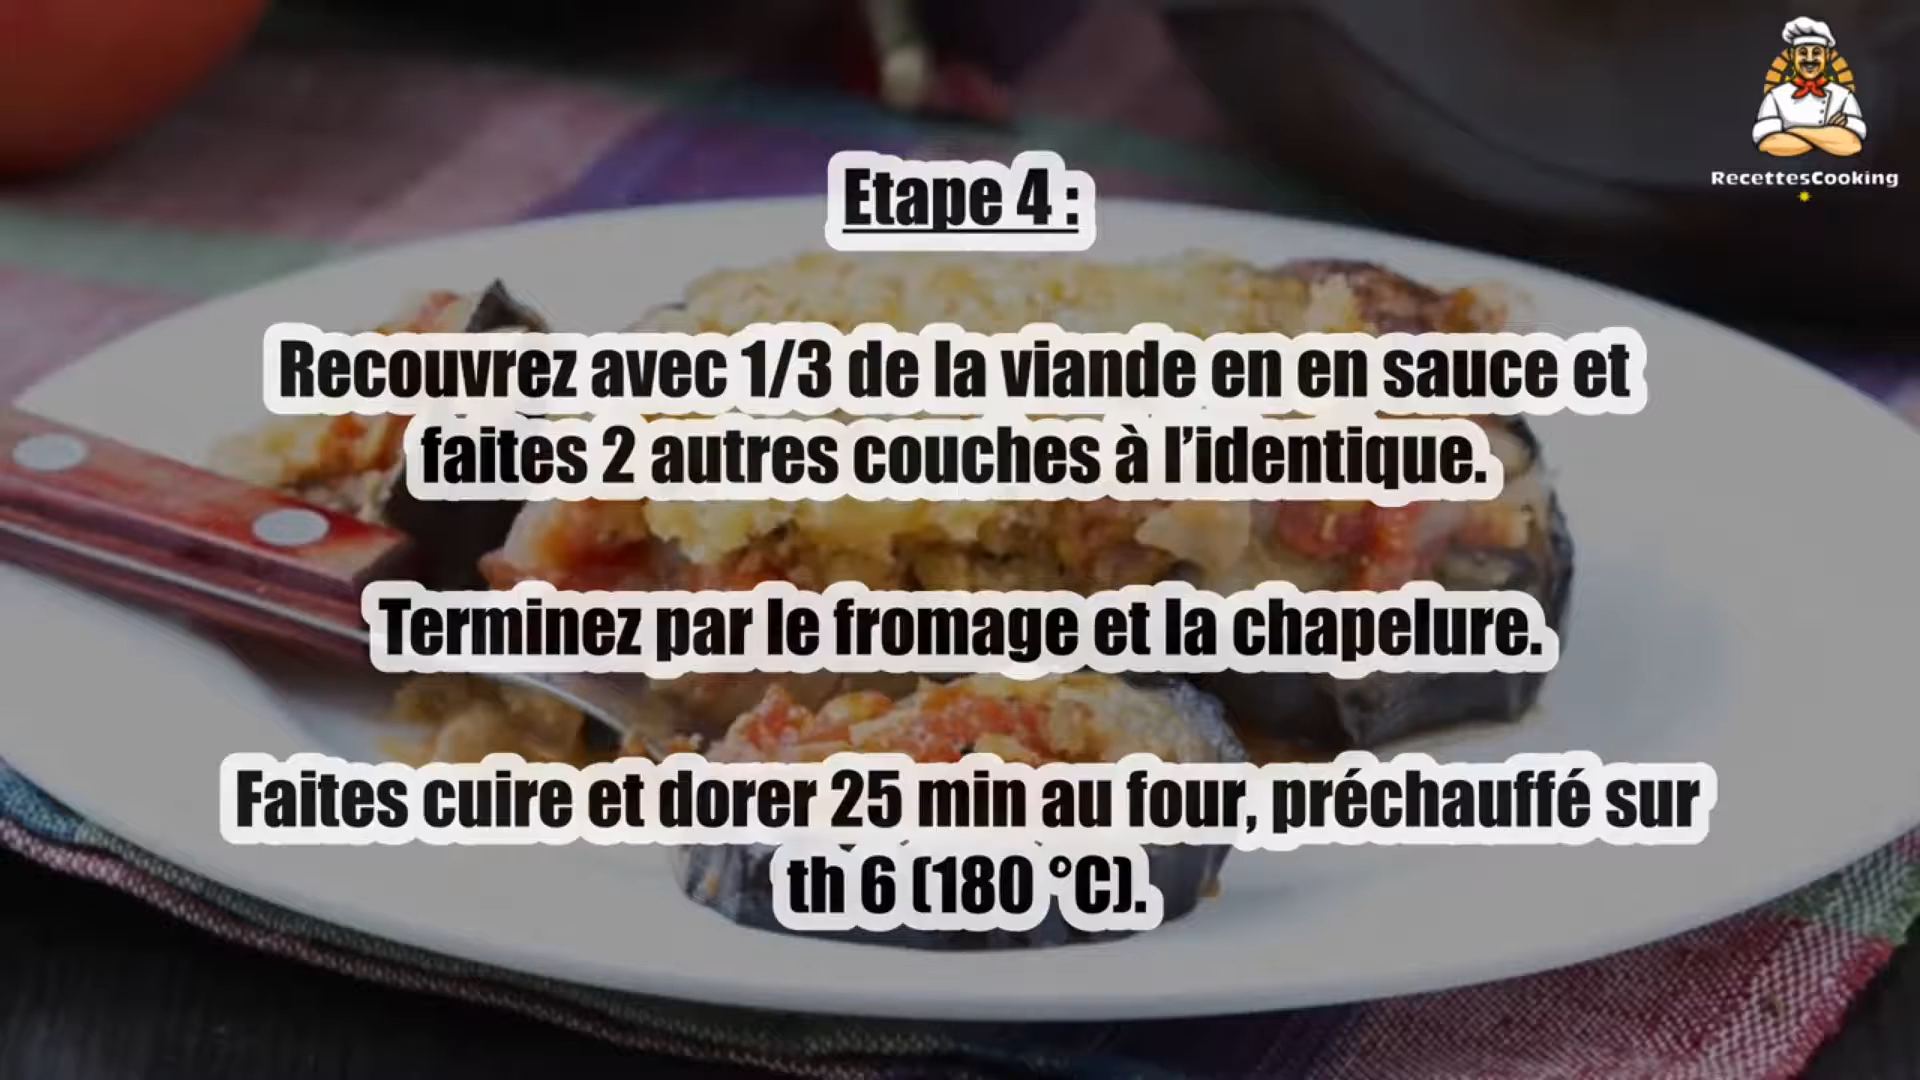 RecettesCooking
Etape 4 :
Recouvrez avec 1/3 de la viande en en sauce et
faites 2 autres couches à l’identique.
Terminez par le fromage et la chapelure.
Faites cuire et dorer 25 min au four, préchauffé sur
th 6 (180 °C).